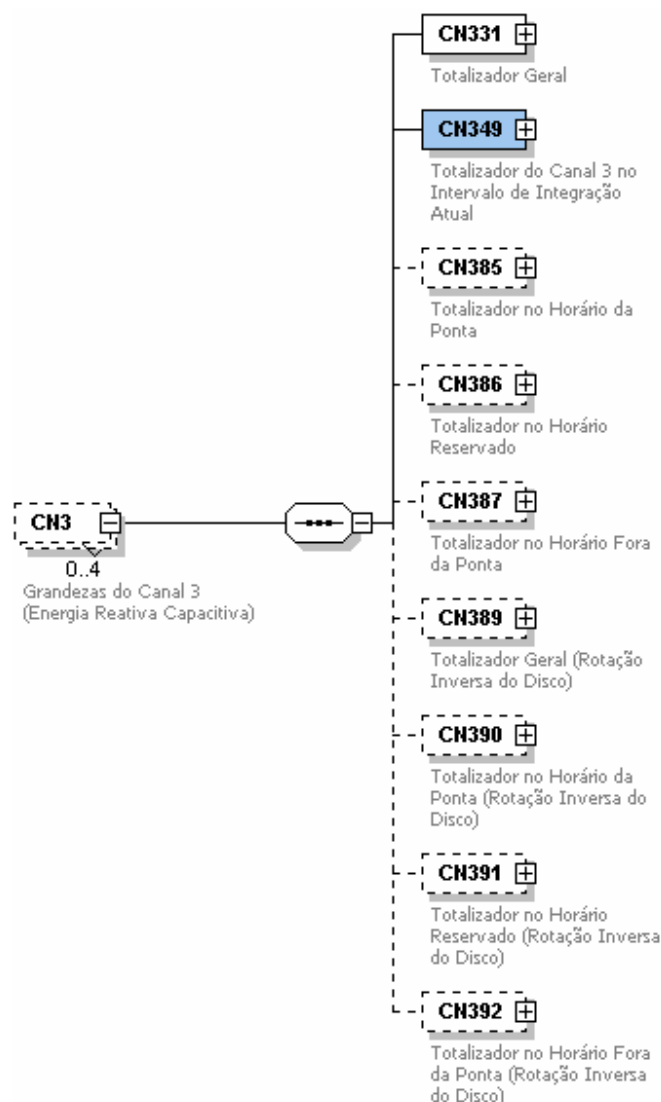 CN331
Totalizador Geral
CN349
Totalizador do Canal 3 no
Intervalo de Integração
Atual
CN385
Totalizador no Horário da
Ponta
CN386
Totalizador no Horário
Reservado
CN3
0..4
Grandezas do Canal 3
(Energia Reativa Capacitiva)
CN387
Totalizador no Horário Fora
da Ponta
CN389
Totalizador Geral (Rotação
Inversa do Disco)
CN390
Totalizador no Horário da
Ponta (Rotação Inversa do
Disco)
CN391
Totalizador no Horário
Reservado (Rotação Inversa
do Disco)
CN392
Totalizador no Horário Fora
da Ponta (Rotação Inversa
do Disco)